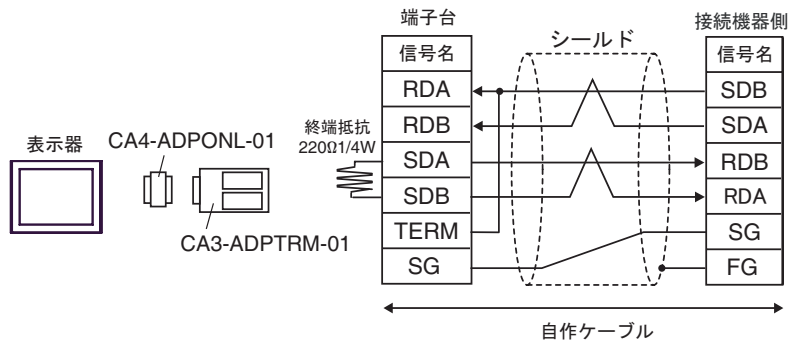 端子台
接続機器側
信号名
シールド
信号名
RDA
SDB
RDB
SDA
終端抵抗
220Ω1/4W
SDA
RDB
SDB
RDA
TERM
SG
SG
FG
表示器
CA4-ADPONL-01
CA3-ADPTRM-01
自作ケーブル